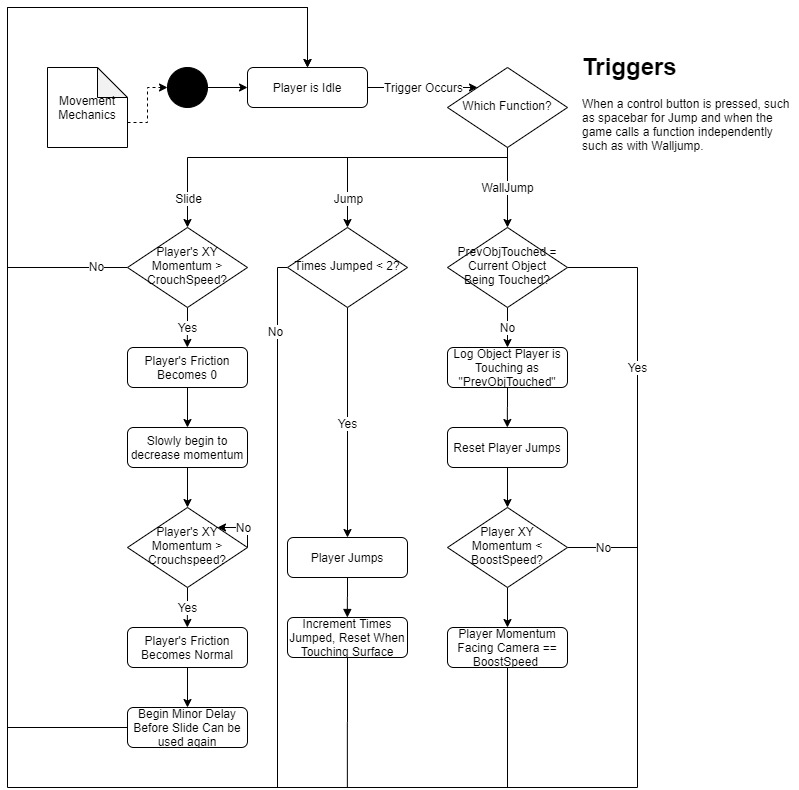 Triggers
When a control button is pressed, such
as spacebar for Jump and when the
game calls a function independently
such as with Walljump.
Movement
Mechanics
Player is Idle
Trigger Occurs
Which Function?
Slide
Jump
WallJump
Player's XY
Momentum >
CrouchSpeed?
No
Times Jumped < 2?
PrevObjTouched =
Current Object
Being Touched?
Yes
No
No
Player's Friction
Becomes 0
Log Object Player is
Touching as
"PrevObjTouched"
Yes
Slowly begin to
decrease momentum
Yes
Reset Player Jumps
Player's XY
Momentum >
Crouchspeed?
No
Player Jumps
Player XY
Momentum <
BoostSpeed?
No
Yes
Player's Friction
Becomes Normal
Increment Times
Jumped, Reset When
Touching Surface
Player Momentum
Facing Camera ==
BoostSpeed
Begin Minor Delay
Before Slide Can be
used again